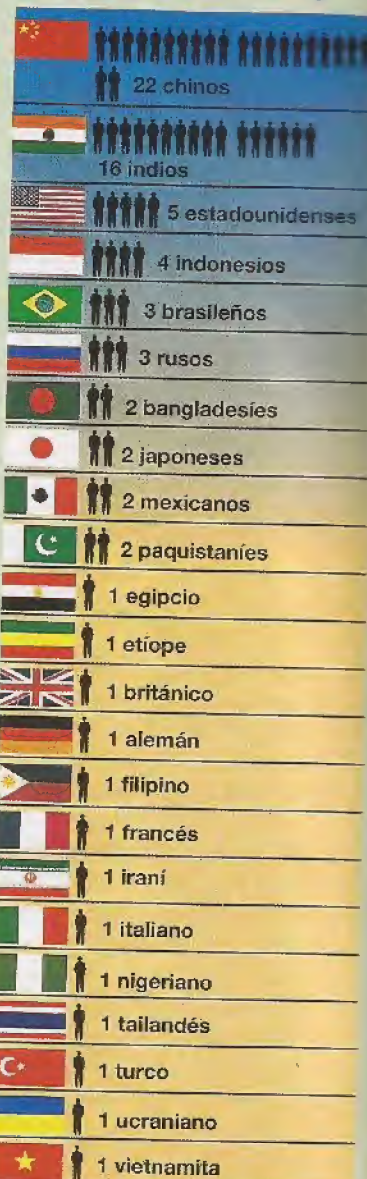 22 chinos
16 indios
5 estadounidenses
4 indonesios
3 brasileños
3 rusos
2 bangladesíes
2 japoneses
2 mexicanos
2 paquistaníes
1 egipcio
1 etíope
1 británico
1 alemán
1 filipino
1 francés
1 iraní
1 italiano
1 nigeriano
1 tailandés
1 turco
1 ucraniano
1 vietnamita